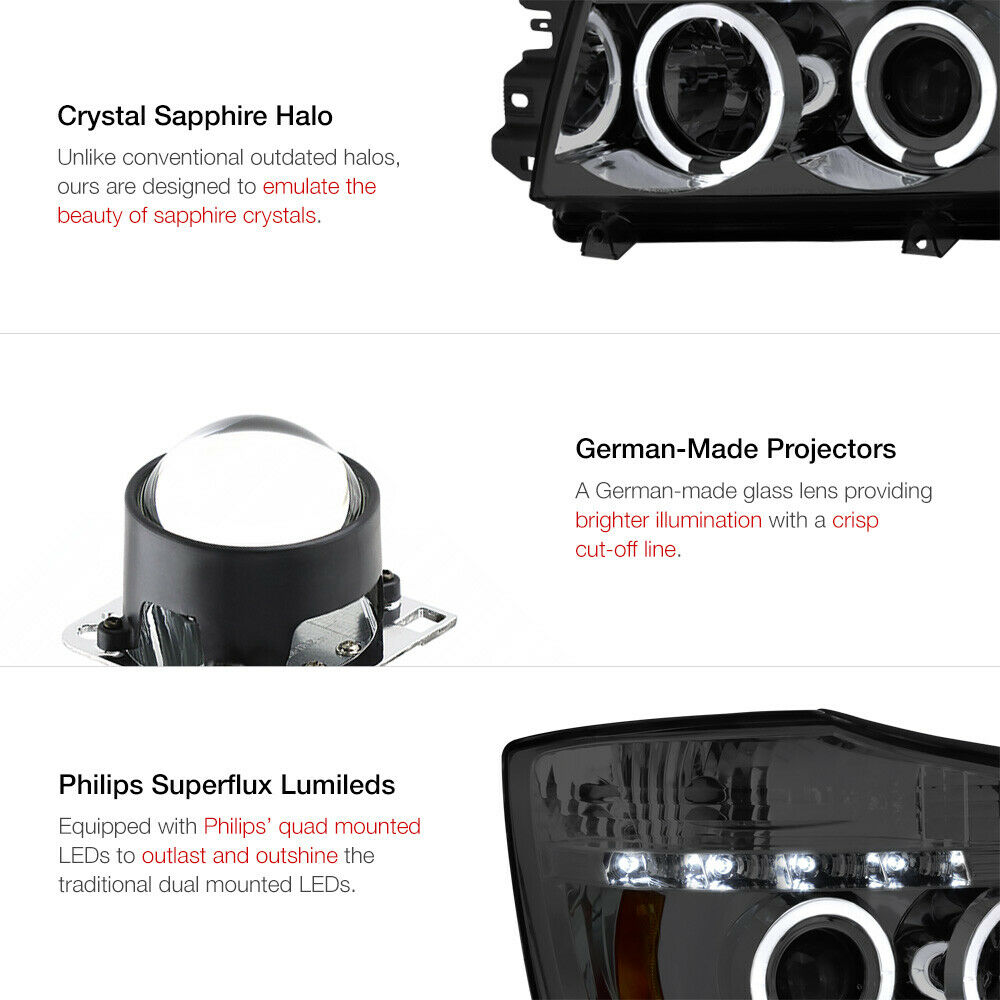 Crystal Sapphire Halo
Unlike conventional outdated halos,
ours are designed to emulate the
beauty of sapphire crystals.
German-Made Projectors
A German-made glass lens providing
brighter illumination with a crisp
cut-off line.
Philips Superflux Lumileds
Equipped with Philips’ quad mounted
LEDs to outlast and outshine the
traditional dual mounted LEDs.